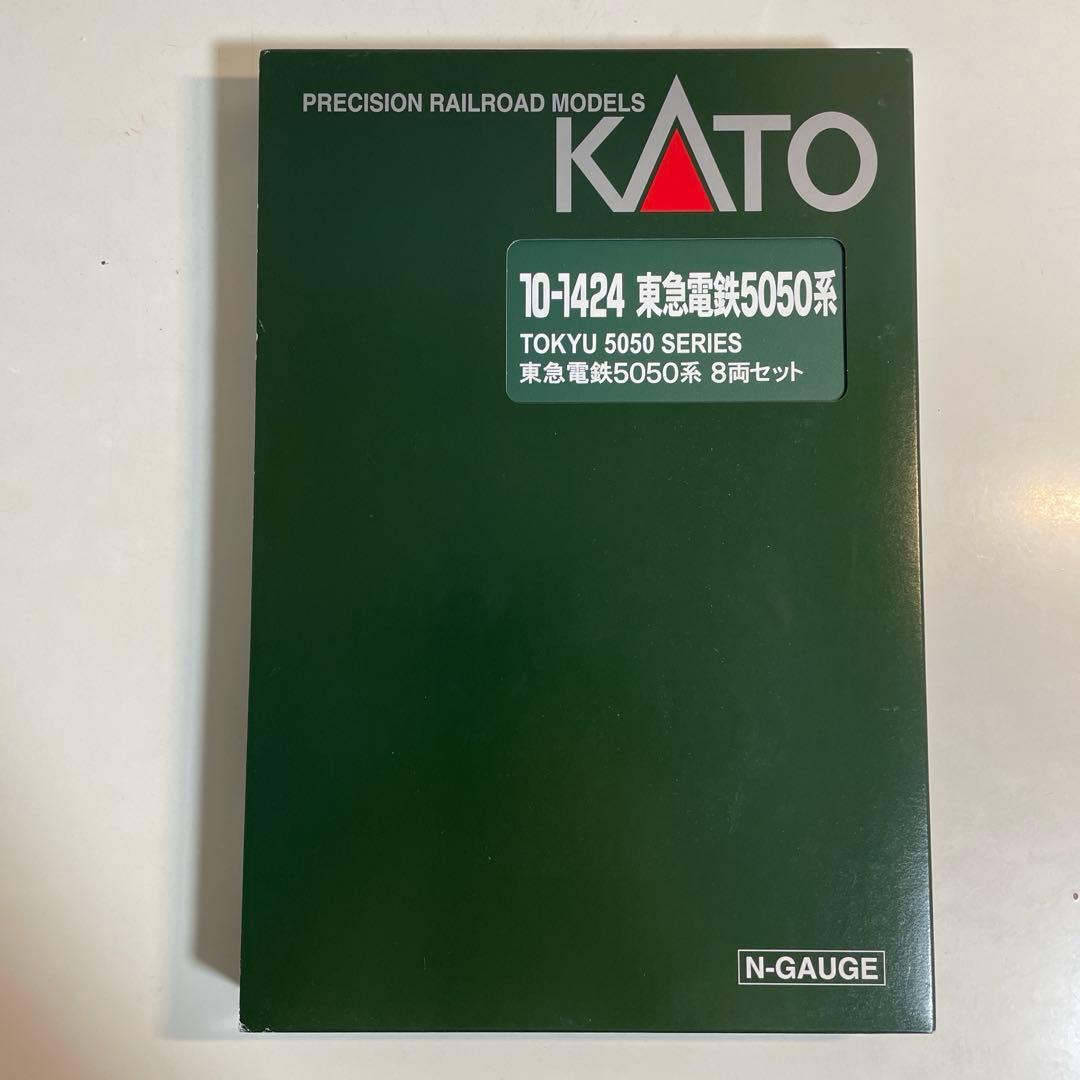 PRECISION RAILROAD MODELS
KATO
10-1424 東急電鉄5050系
TOKYU 5050 SERIES
東急電鉄5050系 8両セット
N-GAUGE